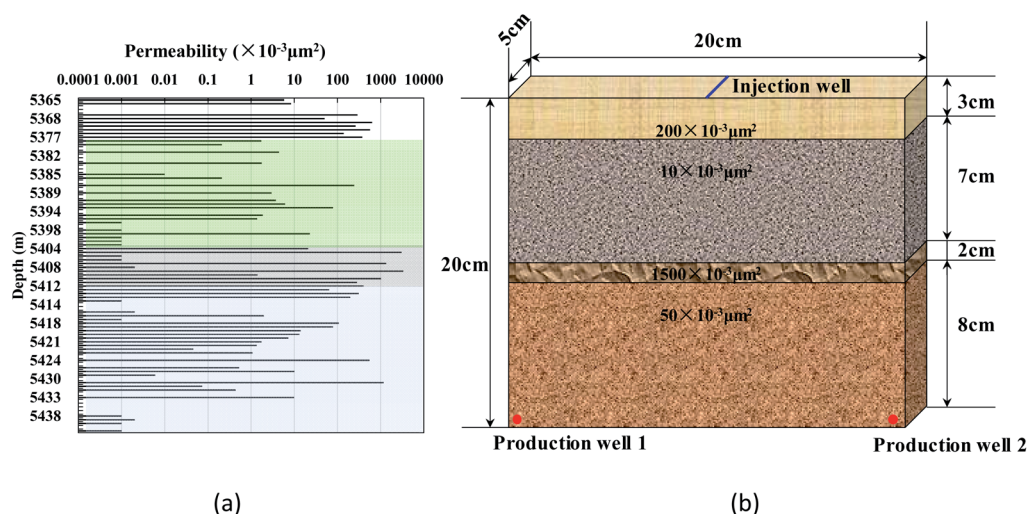 Permeability (×10⁻³μm²)
0.0001 0.001 0.01 0.1 1 10 100 1000 10000
Depth (m)
5365
5368
5377
5382
5385
5389
5394
5398
5404
5408
5412
5414
5418
5421
5424
5430
5433
5438
(a)
5cm
20cm
Injection well
3cm
200×10⁻³μm²
10×10⁻³μm²
7cm
20cm
2cm
1500×10⁻³μm²
50×10⁻³μm²
8cm
Production well 1
Production well 2
(b)